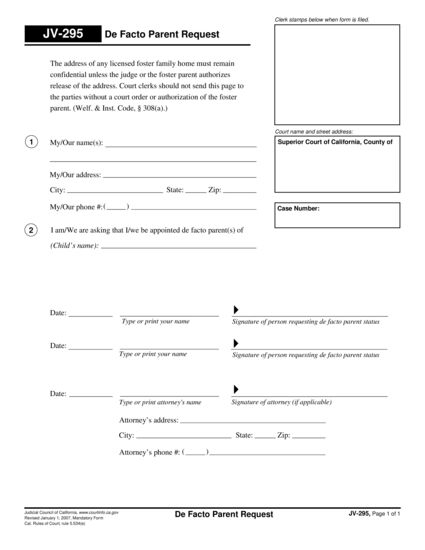 Clerk stamps below when form is filed.
JV-295 De Facto Parent Request
The address of any licensed foster family home must remain
confidential unless the judge or the foster parent authorizes
release of the address. Court clerks should not send this page to
the parties without a court order or authorization of the foster
parent. (Welf. & Inst. Code, § 308(a).)
Court name and street address:
Superior Court of California, County of
1 My/Our name(s):
My/Our address:
City: State: Zip:
My/Our phone #: ( )
Case Number:
2 I am/We are asking that I/we be appointed de facto parent(s) of
(Child's name):
Date:
Type or print your name Signature of person requesting de facto parent status
Date:
Type or print your name Signature of person requesting de facto parent status
Date:
Type or print attorney's name Signature of attorney (if applicable)
Attorney's address:
City: State: Zip:
Attorney's phone #: ( )
Judicial Council of California, www.courtinfo.ca.gov
Revised January 1, 2007, Mandatory Form
Cal. Rules of Court, rule 5.534(e)
De Facto Parent Request
JV-295, Page 1 of 1